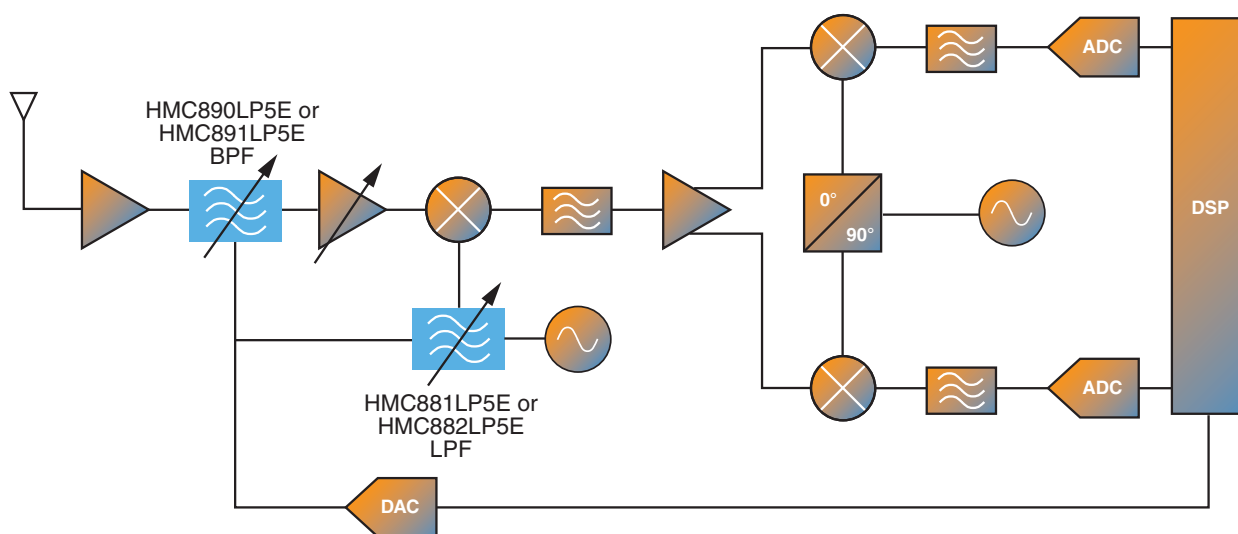 HMC890LP5E or
HMC891LP5E
BPF
ADC
0°
90°
DSP
HMC881LP5E or
HMC882LP5E
LPF
ADC
DAC